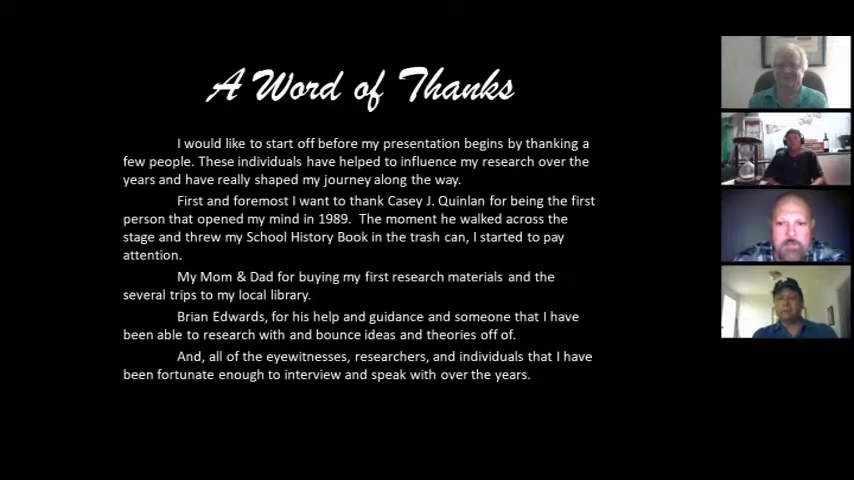 A Word of Thanks
I would like to start off before my presentation begins by thanking a
few people. These individuals have helped to influence my research over the
years and have really shaped my journey along the way.
First and foremost I want to thank Casey J. Quinlan for being the first
person that opened my mind in 1989. The moment he walked across the
stage and threw my School History Book in the trash can, I started to pay
attention.
My Mom & Dad for buying my first research materials and the
several trips to my local library.
Brian Edwards, for his help and guidance and someone that I have
been able to research with and bounce ideas and theories off of.
And, all of the eyewitnesses, researchers, and individuals that I have
been fortunate enough to interview and speak with over the years.